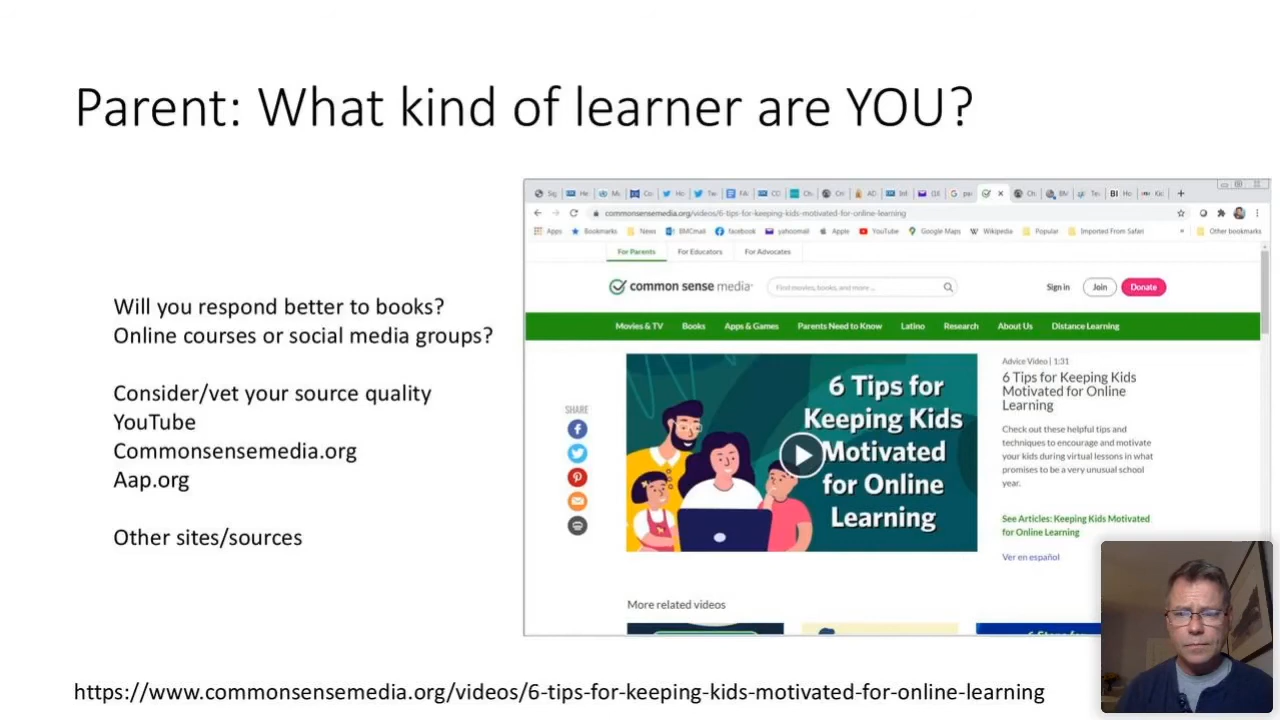 Parent: What kind of learner are YOU?
Will you respond better to books?
Online courses or social media groups?
Consider/vet your source quality
YouTube
Commonsensemedia.org
Aap.org
Other sites/sources
commonsensemedia.org/videos/6-tips-for-keeping-kids-motivated-for-online-learning
Apps Bookmarks News BMCmail facebook yahoomail Apple YouTube Google Maps Wikipedia Popular Imported From Safari » Other bookmarks
For Parents For Educators For Advocates
common sense media Find movies, books, and more ... Sign in Join Donate
Movies & TV Books Apps & Games Parents Need to Know Latino Research About Us Distance Learning
SHARE
6 Tips for
Keeping Kids
Motivated
for Online
Learning
Advice Video | 1:31
6 Tips for Keeping Kids
Motivated for Online
Learning
Check out these helpful tips and
techniques to encourage and motivate
your kids during virtual lessons in what
promises to be a very unusual school
year.
See Articles: Keeping Kids Motivated
for Online Learning
Ver en español
More related videos
https://www.commonsensemedia.org/videos/6-tips-for-keeping-kids-motivated-for-online-learning